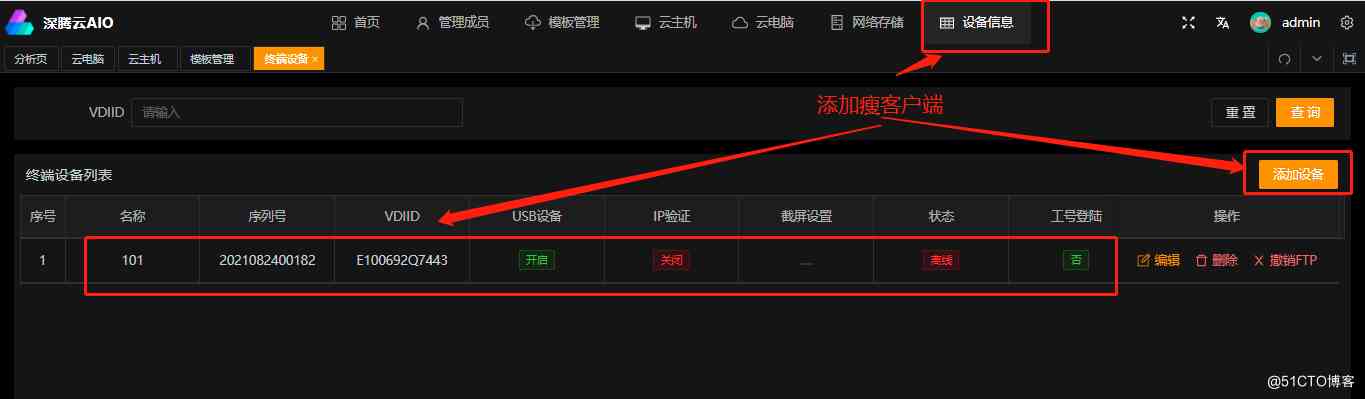 深腾云AIO 首页 管理成员 模板管理 云主机 云电脑 网络存储 设备信息 admin
分析页 云电脑 云主机 模板管理 终端设备 ×
添加瘦客户端
VDIID 请输入 重 置 查 询
终端设备列表 添加设备
序号 名称 序列号 VDIID USB设备 IP验证 截屏设置 状态 工号登陆 操作
1 101 2021082400182 E100692Q7443 开启 关闭 ... 离线 否 编辑 删除 撤销FTP
@51CTO博客